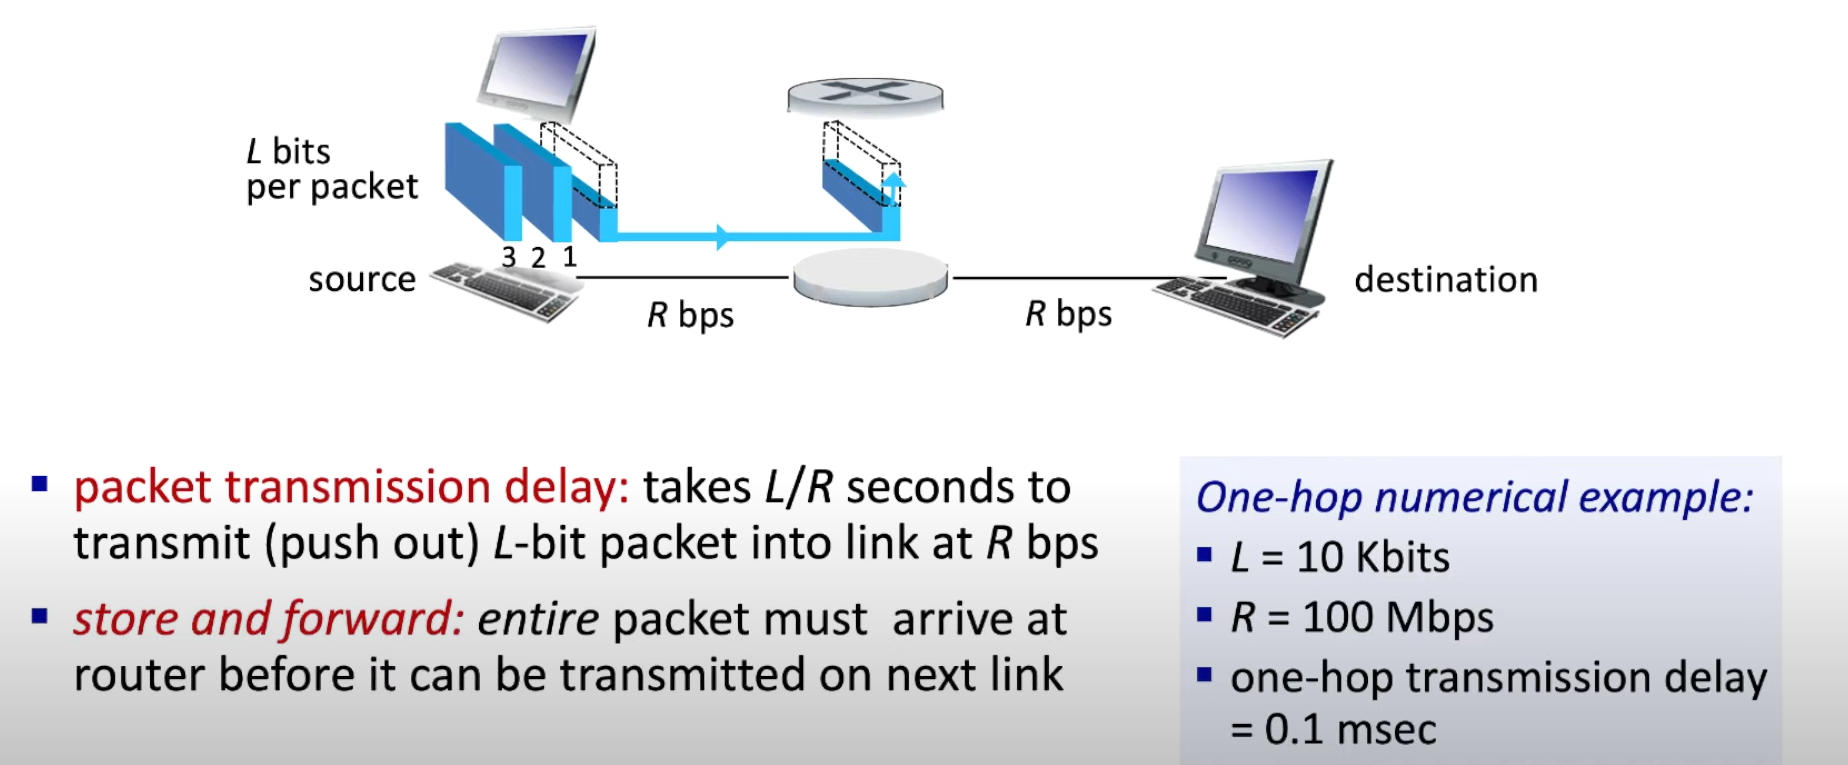 L bits
per packet
3 2 1
source
R bps
R bps
destination
packet transmission delay: takes L/R seconds to
transmit (push out) L-bit packet into link at R bps
store and forward: entire packet must arrive at
router before it can be transmitted on next link
One-hop numerical example:
L = 10 Kbits
R = 100 Mbps
one-hop transmission delay
= 0.1 msec